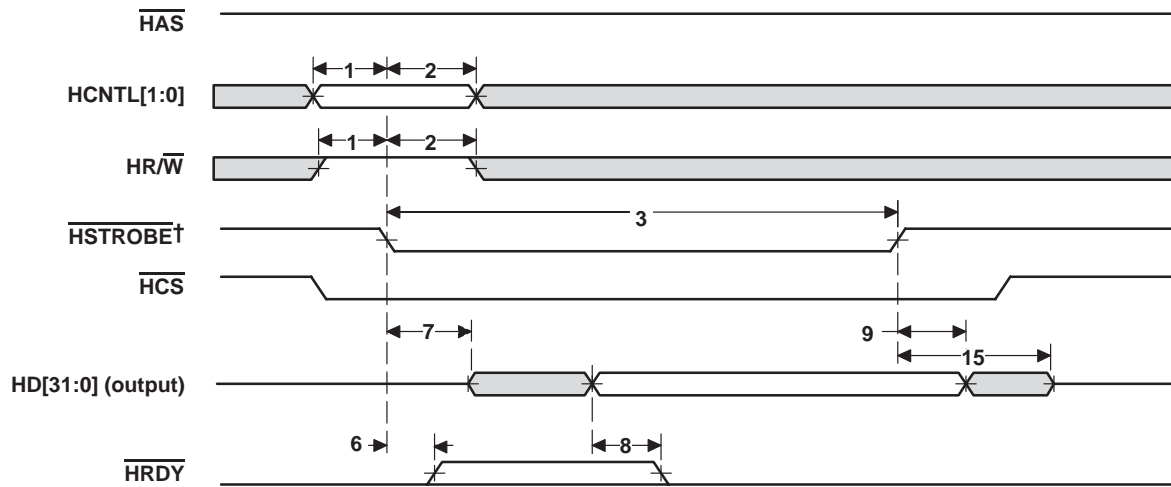 HAS
1 2
HCNTL[1:0]
1 2
HR/W
3
HSTROBE†
HCS
7 9
15
HD[31:0] (output)
6 8
HRDY